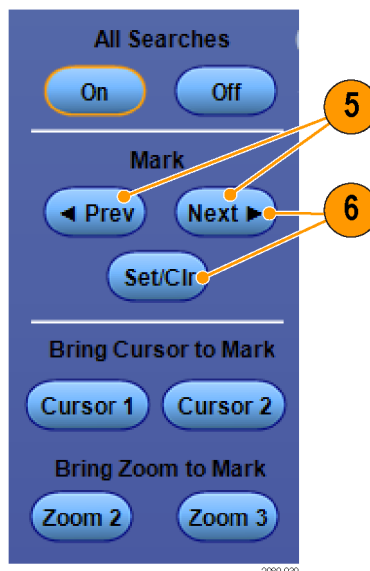 All Searches
On Off
5
Mark
◄ Prev Next ►
6
Set/Clr
Bring Cursor to Mark
Cursor 1 Cursor 2
Bring Zoom to Mark
Zoom 2 Zoom 3